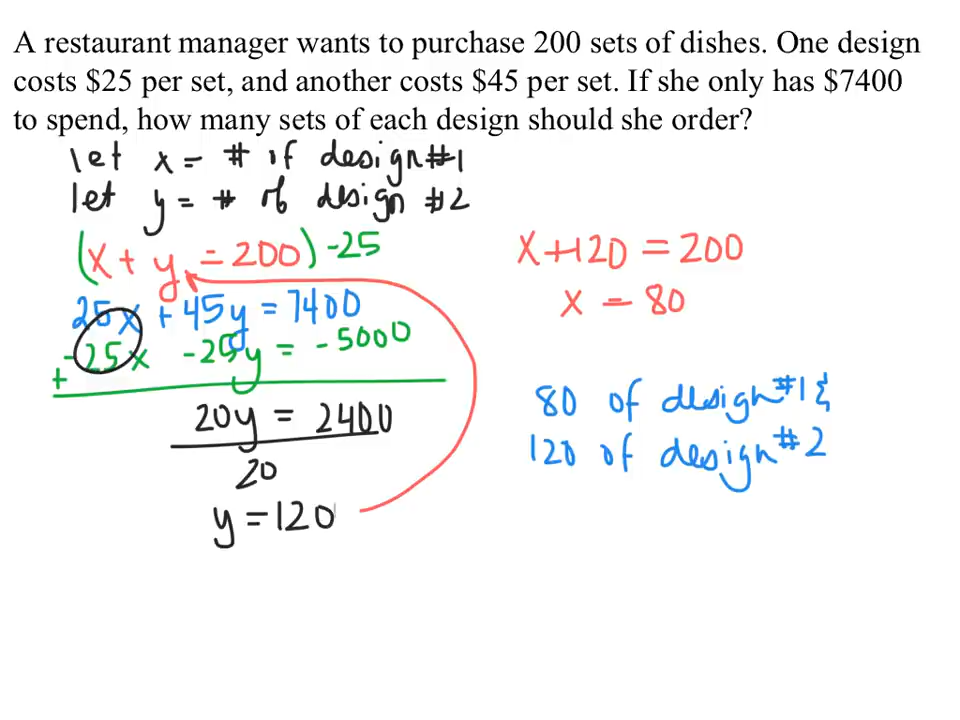 A restaurant manager wants to purchase 200 sets of dishes. One design
costs $25 per set, and another costs $45 per set. If she only has $7400
to spend, how many sets of each design should she order?
let x = # of design #1
let y = # of design #2
(x + y = 200) -25
25x + 45y = 7400
+ -25x -25y = -5000
20y = 2400
20
y = 120
x + 120 = 200
x = 80
80 of design #1 &
120 of design #2